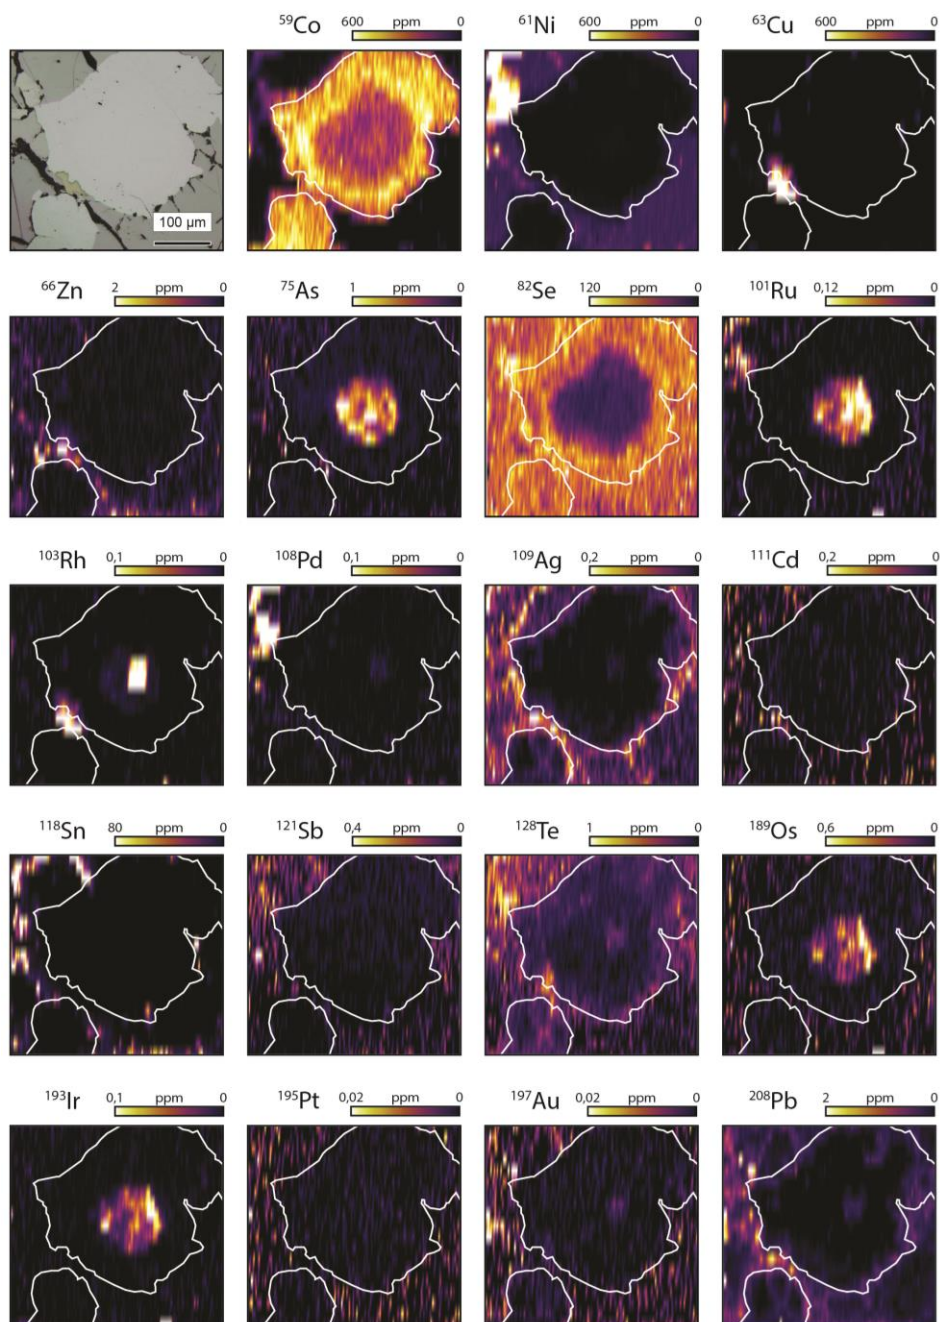 ⁵⁹Co 600 ppm 0
⁶¹Ni 600 ppm 0
⁶³Cu 600 ppm 0
100 µm
⁶⁶Zn 2 ppm 0
⁷⁵As 1 ppm 0
⁸²Se 120 ppm 0
¹⁰¹Ru 0,12 ppm 0
¹⁰³Rh 0,1 ppm 0
¹⁰⁸Pd 0,1 ppm 0
¹⁰⁹Ag 0,2 ppm 0
¹¹¹Cd 0,2 ppm 0
¹¹⁸Sn 80 ppm 0
¹²¹Sb 0,4 ppm 0
¹²⁸Te 1 ppm 0
¹⁸⁹Os 0,6 ppm 0
¹⁹³Ir 0,1 ppm 0
¹⁹⁵Pt 0,02 ppm 0
¹⁹⁷Au 0,02 ppm 0
²⁰⁸Pb 2 ppm 0